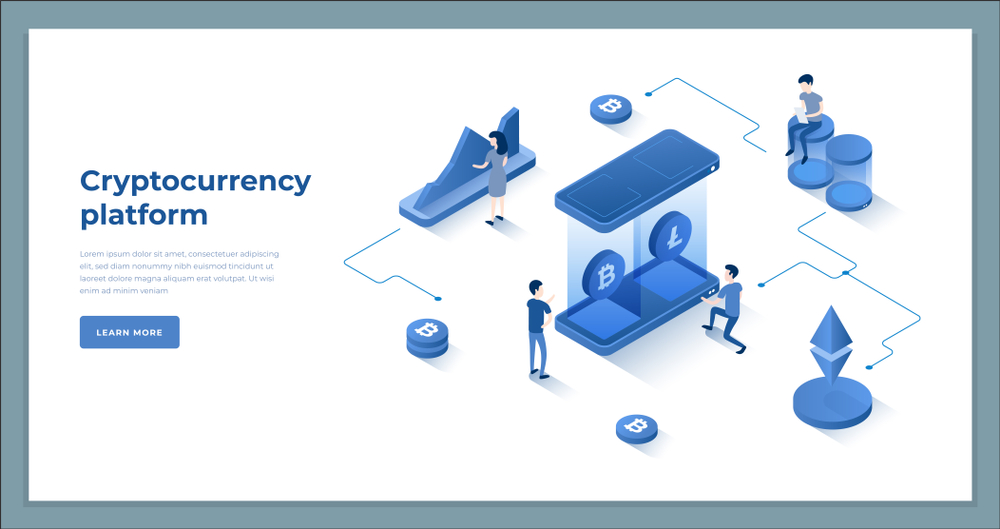 Cryptocurrency
platform
Lorem ipsum dolor sit amet, consectetuer adipiscing
elit, sed diam nonummy nibh euismod tincidunt ut
laoreet dolore magna aliquam erat volutpat. Ut wisi
enim ad minim veniam
LEARN MORE